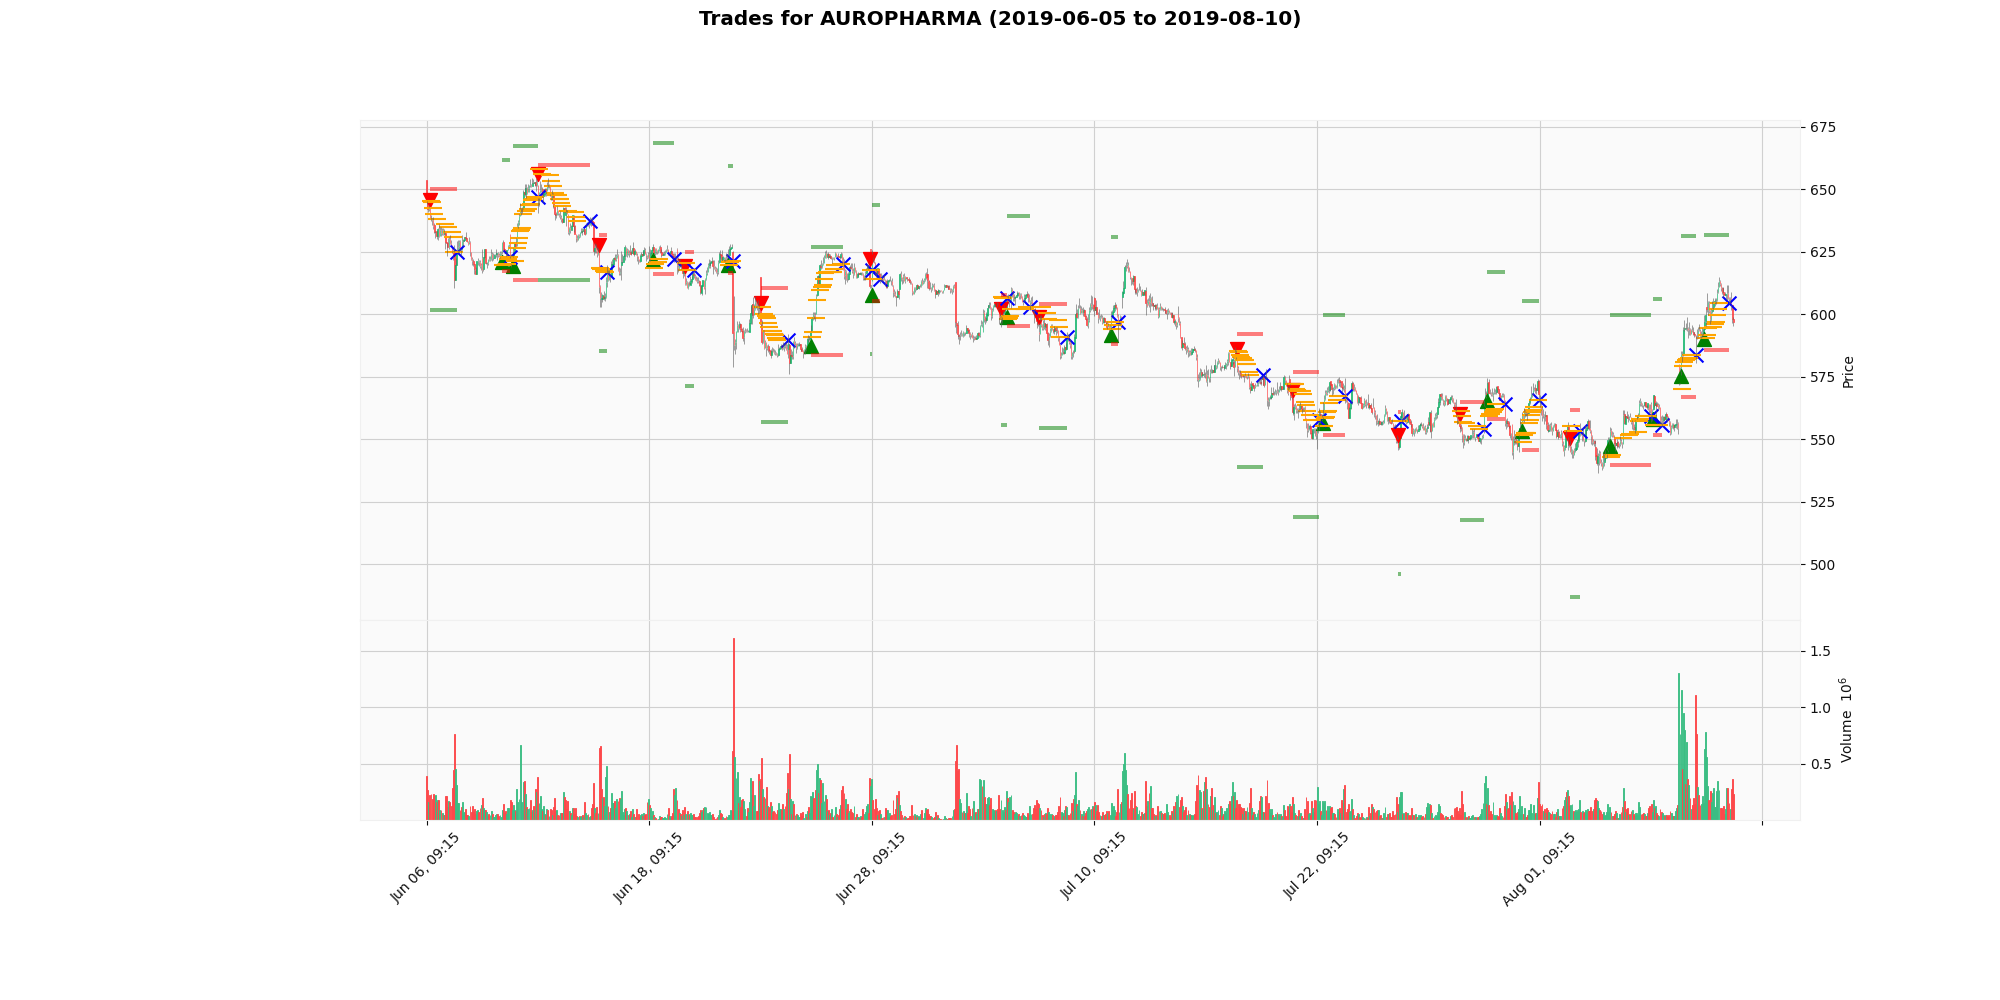 Trades for AUROPHARMA (2019-06-05 to 2019-08-10)
675
650
625
600
575
550
525
500
Price
1.5
1.0
0.5
Volume 10^6
Jun 06, 09:15
Jun 18, 09:15
Jun 28, 09:15
Jul 10, 09:15
Jul 22, 09:15
Aug 01, 09:15